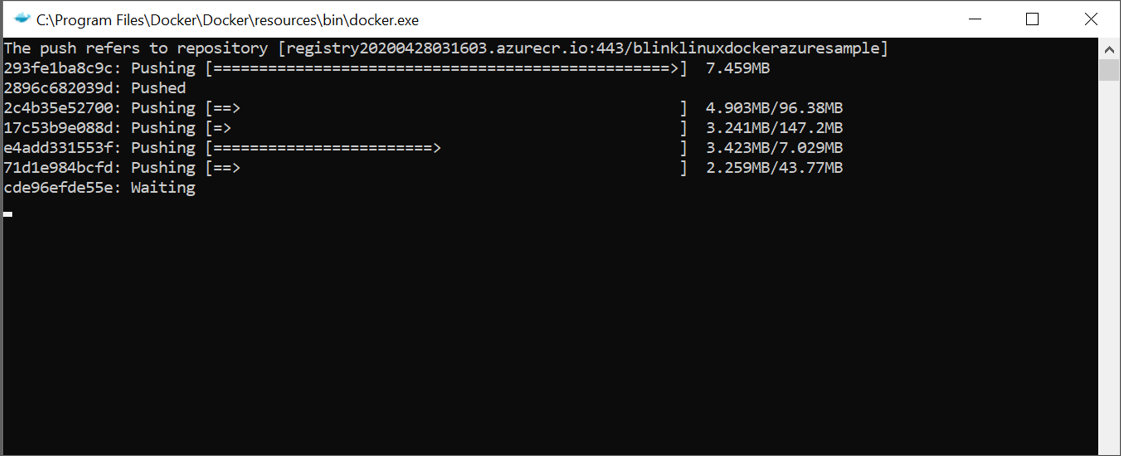 C:\Program Files\Docker\Docker\resources\bin\docker.exe
The push refers to repository [registry20200428031603.azurecr.io:443/blinklinuxdockerazuresample]
293fe1ba8c9c: Pushing [==================================================>]  7.459MB
2896c682039d: Pushed
2c4b35e52700: Pushing [==>                                                ]  4.903MB/96.38MB
17c53b9e088d: Pushing [=>                                                 ]  3.241MB/147.2MB
e4add331553f: Pushing [========================>                          ]  3.423MB/7.029MB
71d1e984bcfd: Pushing [==>                                                ]  2.259MB/43.77MB
cde96efde55e: Waiting